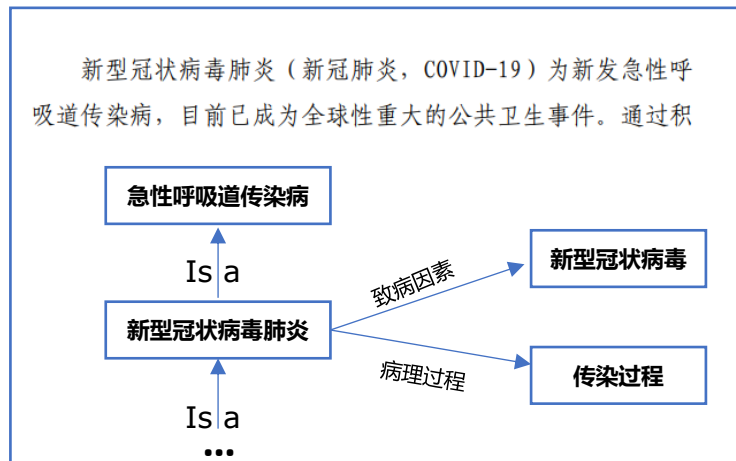 新型冠状病毒肺炎（新冠肺炎，COVID-19）为新发急性呼
吸道传染病，目前已成为全球性重大的公共卫生事件。通过积
急性呼吸道传染病
Is a
致病因素
新型冠状病毒
新型冠状病毒肺炎
病理过程
传染过程
Is a
...